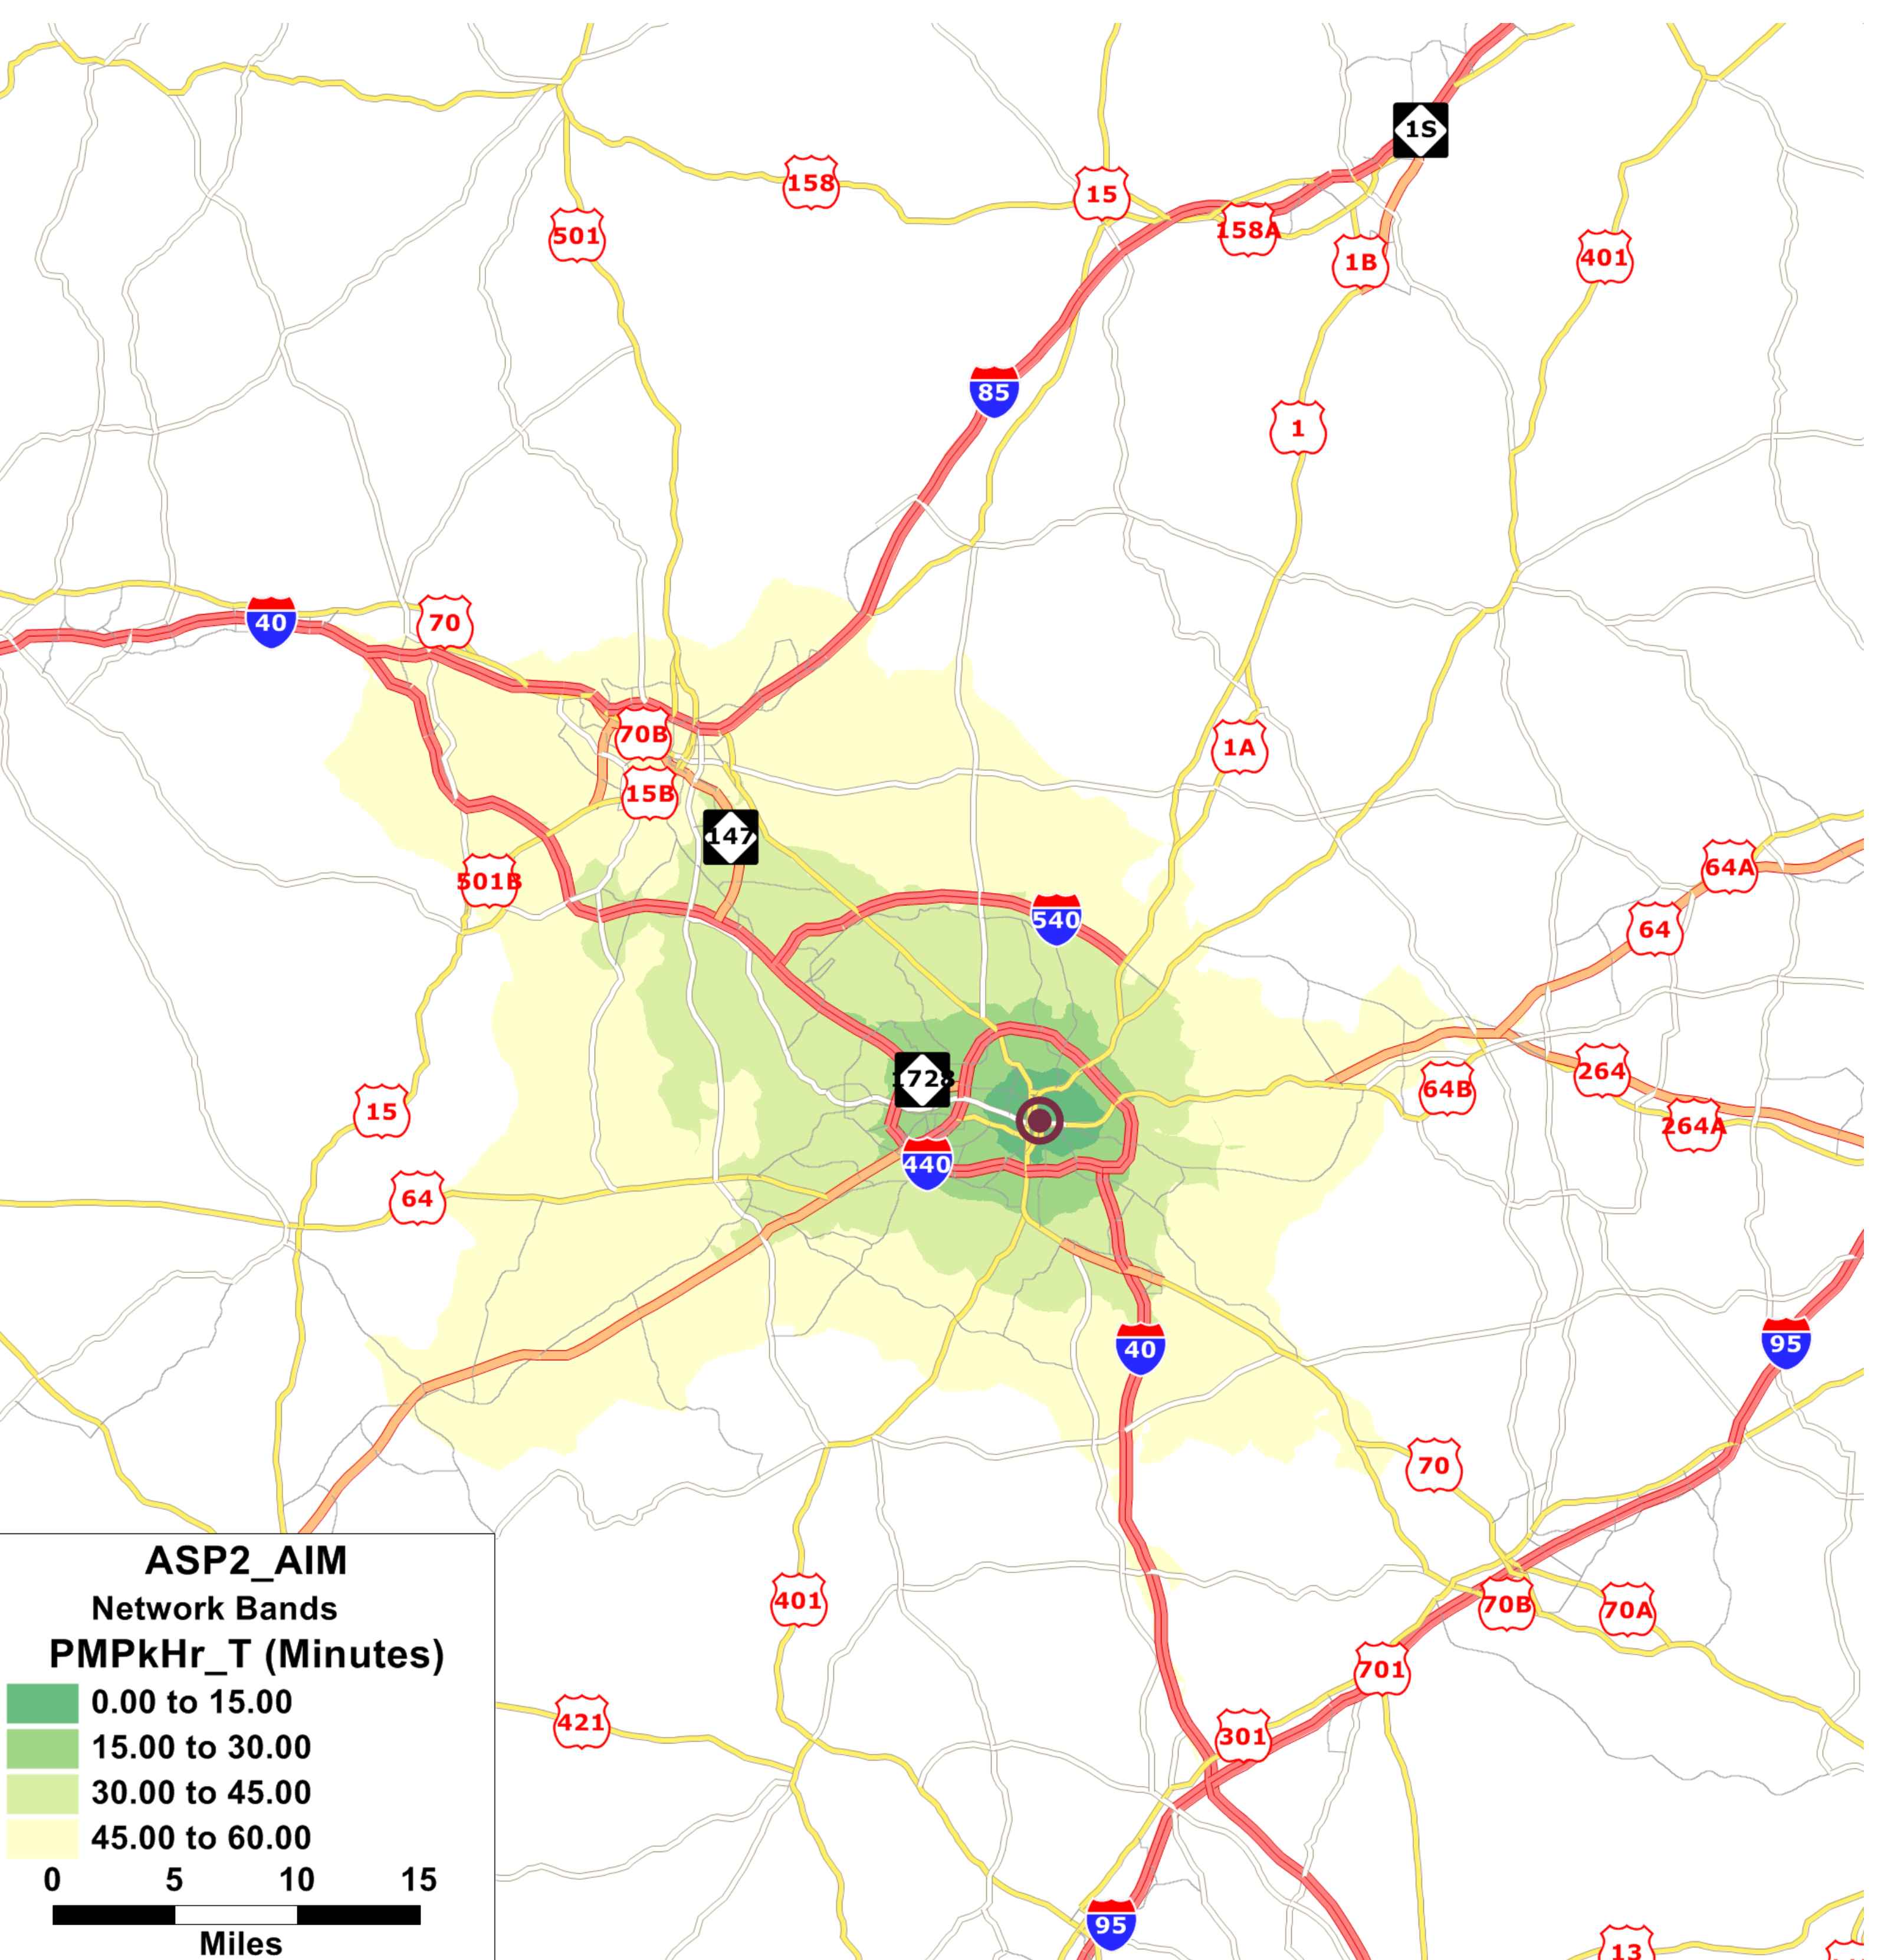 1S
158
15
501
158A
1B
401
85
1
40
70
70B
1A
15B
147
501B
64A
540
64
1728
264
64B
15
264A
440
64
40
95
70
ASP2_AIM
Network Bands
PMPkHr_T (Minutes)
0.00 to 15.00
15.00 to 30.00
30.00 to 45.00
45.00 to 60.00
0 5 10 15
Miles
401
70B
70A
701
421
301
95
13